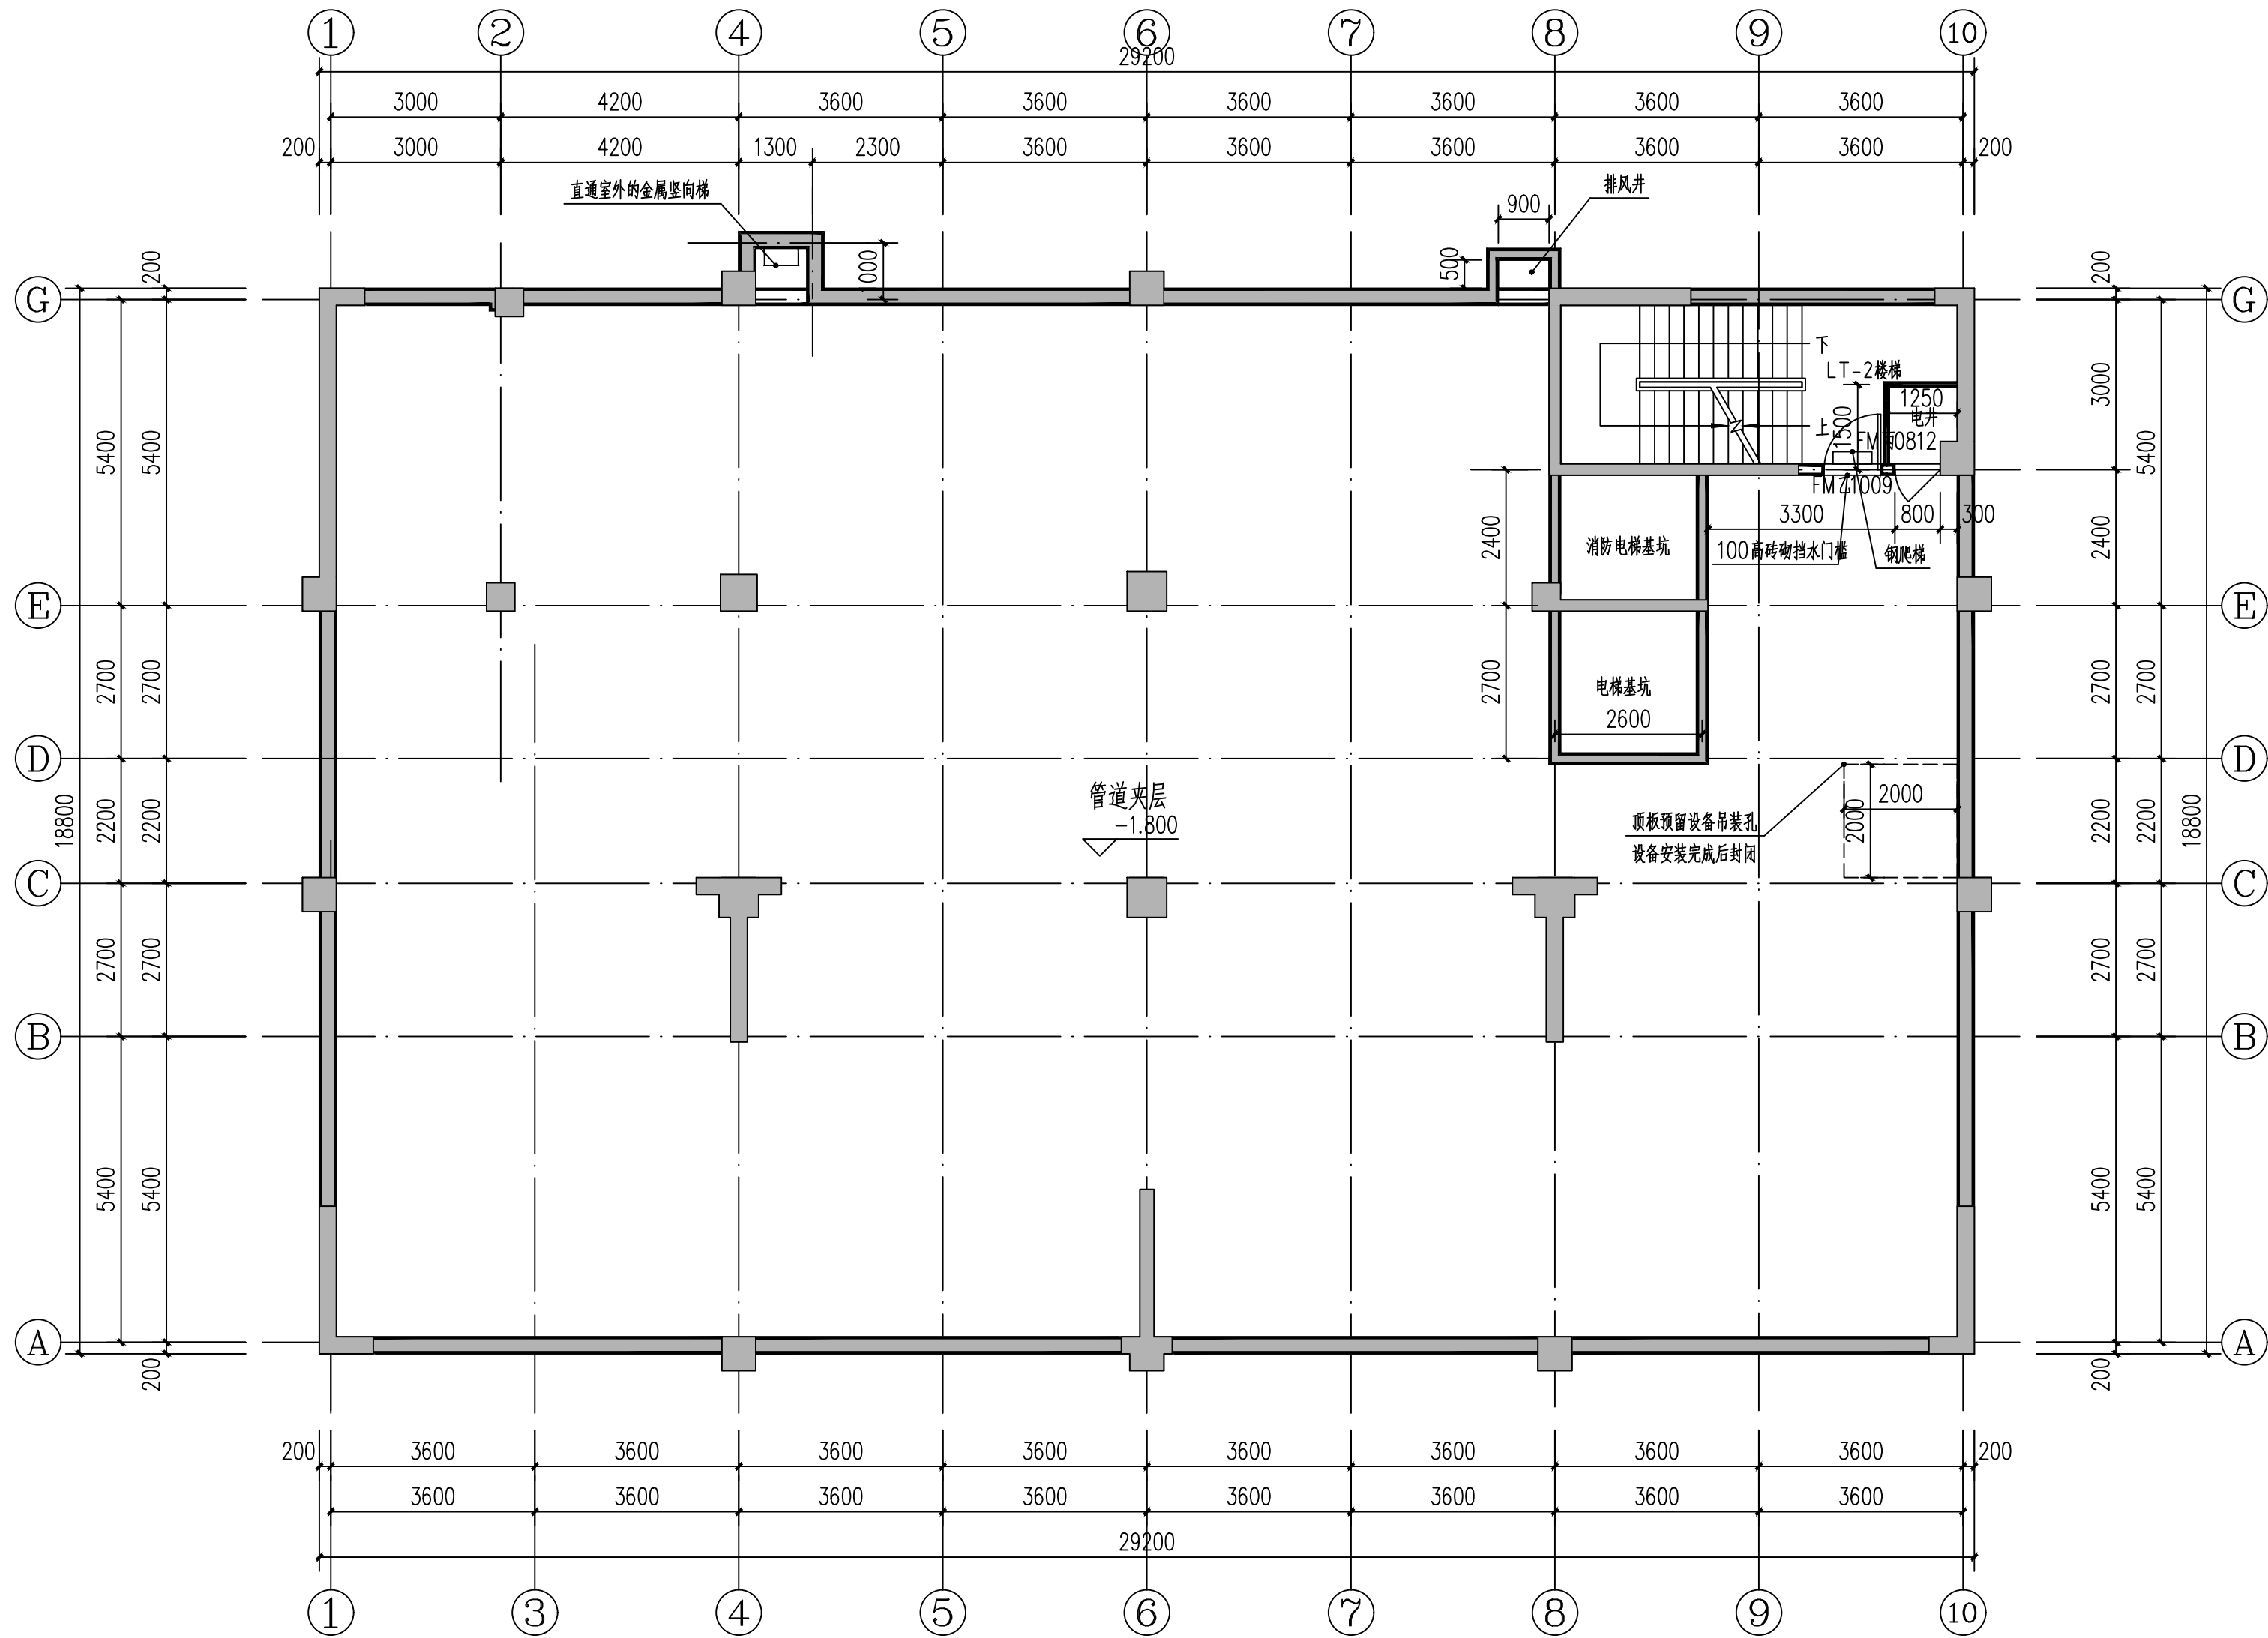 1 2 4 5 6 7 8 9 10
29200
3000 4200 3600 3600 3600 3600 3600 3600
200 3000 4200 1300 2300 3600 3600 3600 3600 3600 200
直通室外的金属竖向梯
排风井
900
500
1000
200
200
G
G
下
LT-2楼梯
1250
电井
1500
上
FM丙0812
FM乙1009
3000
5400
5400
5400
3300
800
300
2400
2400
消防电梯基坑
100高砖砌挡水门槛
钢爬梯
E
E
2700
2700
2700
电梯基坑
2600
2700
2700
D
D
管道夹层
-1.800
2000
2000
顶板预留设备吊装孔
设备安装完成后封闭
18800
2200
2200
2200
2200
18800
C
C
2700
2700
2700
2700
B
B
5400
5400
5400
5400
A
A
200
200
200 3600 3600 3600 3600 3600 3600 3600 3600 200
3600 3600 3600 3600 3600 3600 3600 3600
29200
1 3 4 5 6 7 8 9 10